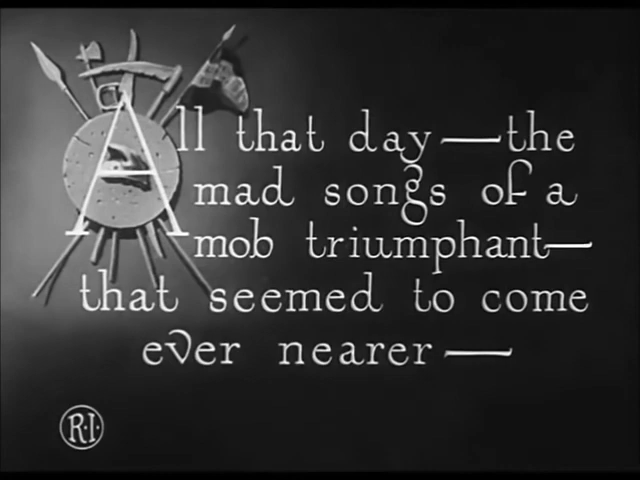 All that day—the
mad songs of a
mob triumphant—
that seemed to come
ever nearer—
R·I·